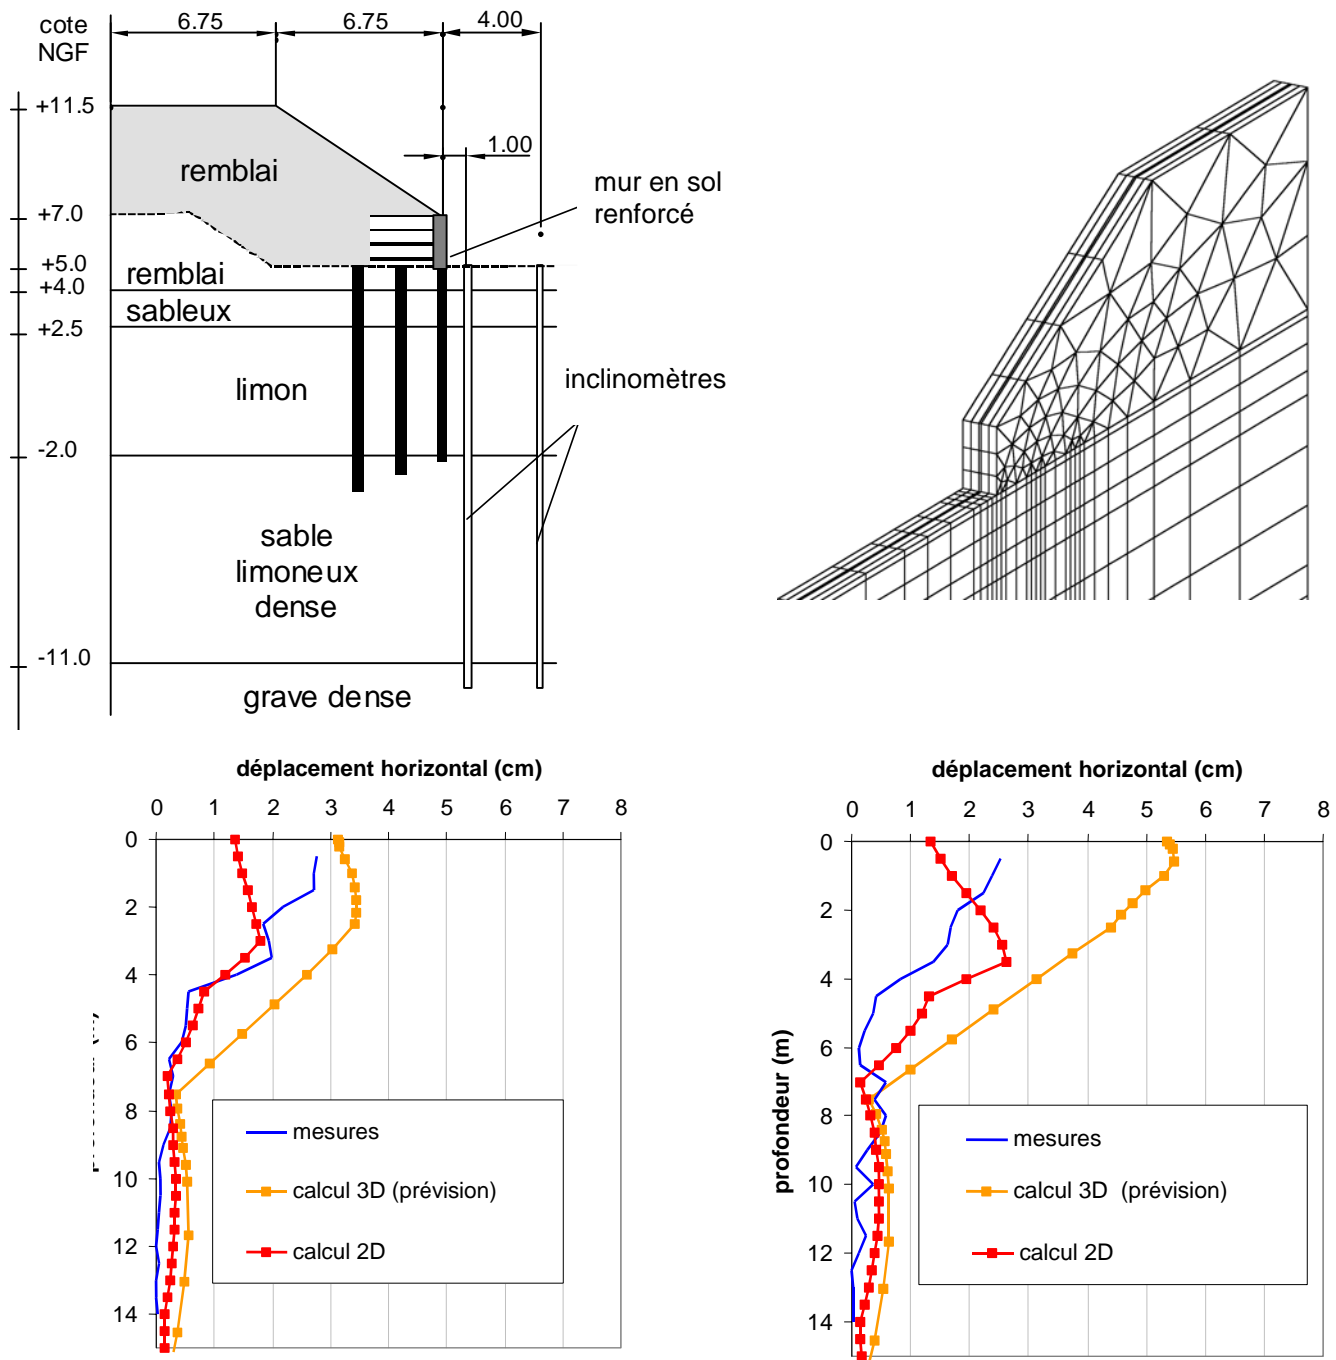 cote
NGF
6.75
6.75
4.00
+11.5
1.00
remblai
mur en sol
renforcé
+7.0
+5.0
remblai
+4.0
sableux
+2.5
limon
inclinomètres
-2.0
sable
limoneux
dense
-11.0
grave dense
déplacement horizontal (cm)
0 1 2 3 4 5 6 7 8
0
2
4
6
8
10
12
14
mesures
calcul 3D (prévision)
calcul 2D
déplacement horizontal (cm)
0 1 2 3 4 5 6 7 8
profondeur (m)
0
2
4
6
8
10
12
14
mesures
calcul 3D (prévision)
calcul 2D